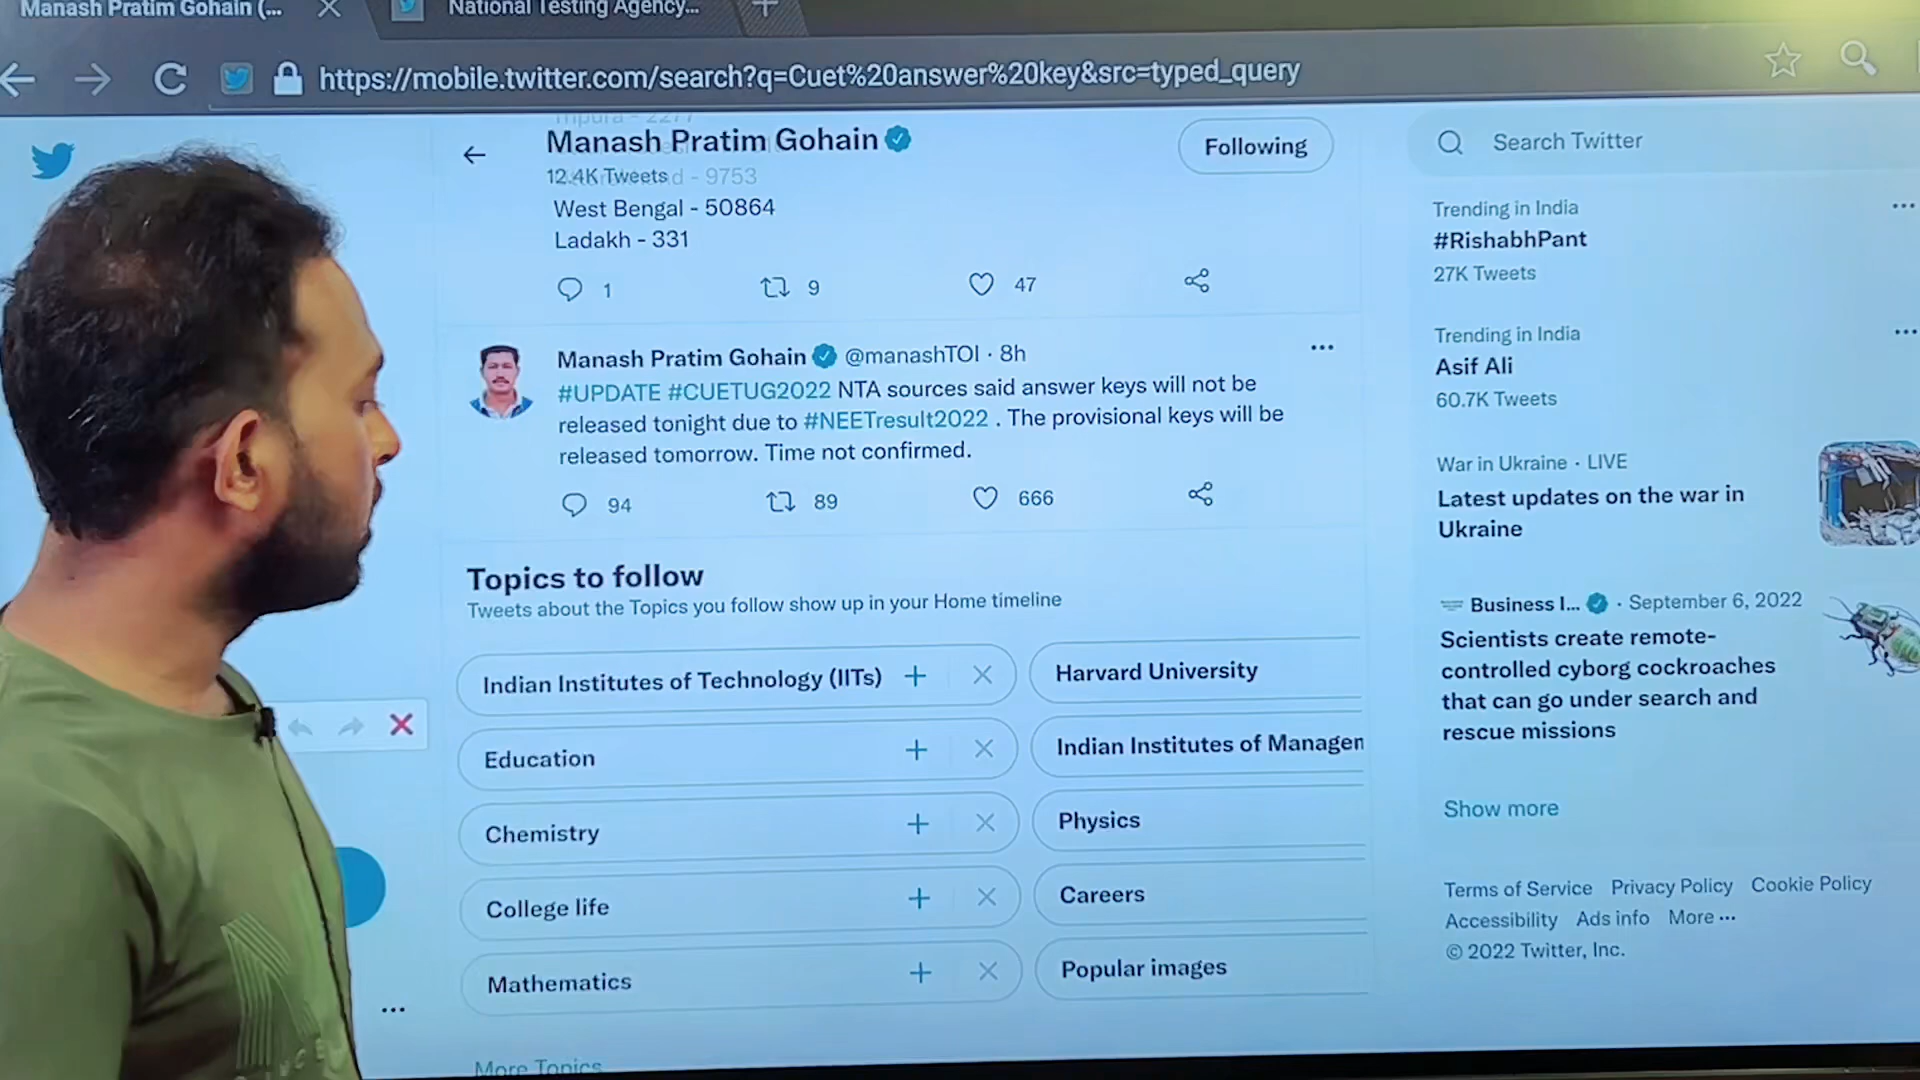 Manash Pratim Gohain (...
National Testing Agency...
https://mobile.twitter.com/search?q=Cuet%20answer%20key&src=typed_query
Tripura - 2277
Manash Pratim Gohain
12.4K Tweets
- 9753
West Bengal - 50864
Ladakh - 331
1
9
47
Following
Manash Pratim Gohain @manashTOI · 8h
#UPDATE #CUETUG2022 NTA sources said answer keys will not be
released tonight due to #NEETresult2022 . The provisional keys will be
released tomorrow. Time not confirmed.
94
89
666
Topics to follow
Tweets about the Topics you follow show up in your Home timeline
Indian Institutes of Technology (IITs)
Harvard University
Education
Indian Institutes of Managem
Chemistry
Physics
College life
Careers
Mathematics
Popular images
More Topics
Search Twitter
Trending in India
#RishabhPant
27K Tweets
Trending in India
Asif Ali
60.7K Tweets
War in Ukraine · LIVE
Latest updates on the war in
Ukraine
Business I... · September 6, 2022
Scientists create remote-
controlled cyborg cockroaches
that can go under search and
rescue missions
Show more
Terms of Service Privacy Policy Cookie Policy
Accessibility Ads info More ...
© 2022 Twitter, Inc.